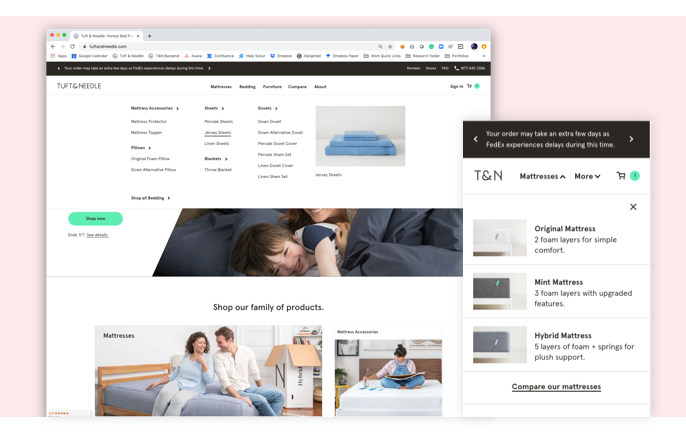 Tuft & Needle: Honest Bed Fr
tuftandneedle.com
Apps
Google Calendar
Tuft & Needle
T&N Backend
Asana
Confluence
Help Scout
Dropbox
Delighted
Dropbox Paper
Work Quick Links
Research folder
Portfolios
Your order may take an extra few days as FedEx experiences delays during this time.
Reviews Stores FAQ
TUFT&NEEDLE
Mattresses Bedding Furniture Compare About
Sign In
Mattress Accessories
Mattress Protector
Mattress Topper
Pillows
Original Foam Pillow
Down Alternative Pillow
Shop all Bedding
Sheets
Percale Sheets
Jersey Sheets
Linen Sheets
Blankets
Throw Blanket
Duvets
Down Duvet
Down Alternative Duvet
Percale Duvet Cover
Percale Sham Set
Linen Duvet Cover
Linen Sham Set
Jersey Sheets
Shop now
Ends 7/7. See details.
Shop our family of products.
Mattresses
Hybrid
Mattress Accessories
Your order may take an extra few days as
FedEx experiences delays during this time.
T&N
Mattresses More
1
Original Mattress
2 foam layers for simple
comfort.
Mint Mattress
3 foam layers with upgraded
features.
Hybrid Mattress
5 layers of foam + springs for
plush support.
Compare our mattresses